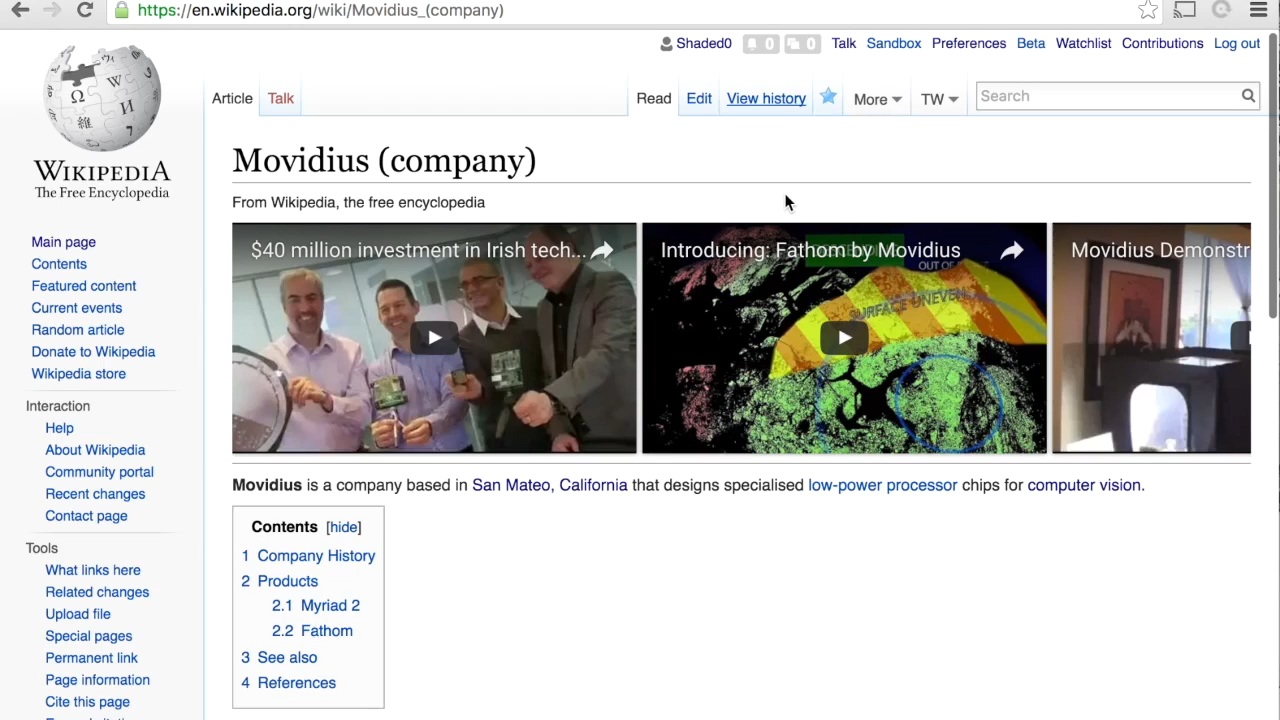 https://en.wikipedia.org/wiki/Movidius_(company)
Shaded0 0 0 Talk Sandbox Preferences Beta Watchlist Contributions Log out
Article Talk Read Edit View history More TW Search
WIKIPEDIA
The Free Encyclopedia
Movidius (company)
From Wikipedia, the free encyclopedia
$40 million investment in Irish tech...
Introducing: Fathom by Movidius
OUT OF
SURFACE UNEVEN
Movidius Demonstr
Main page
Contents
Featured content
Current events
Random article
Donate to Wikipedia
Wikipedia store
Interaction
Help
About Wikipedia
Community portal
Recent changes
Contact page
Tools
What links here
Related changes
Upload file
Special pages
Permanent link
Page information
Cite this page
Movidius is a company based in San Mateo, California that designs specialised low-power processor chips for computer vision.
Contents [hide]
1 Company History
2 Products
2.1 Myriad 2
2.2 Fathom
3 See also
4 References